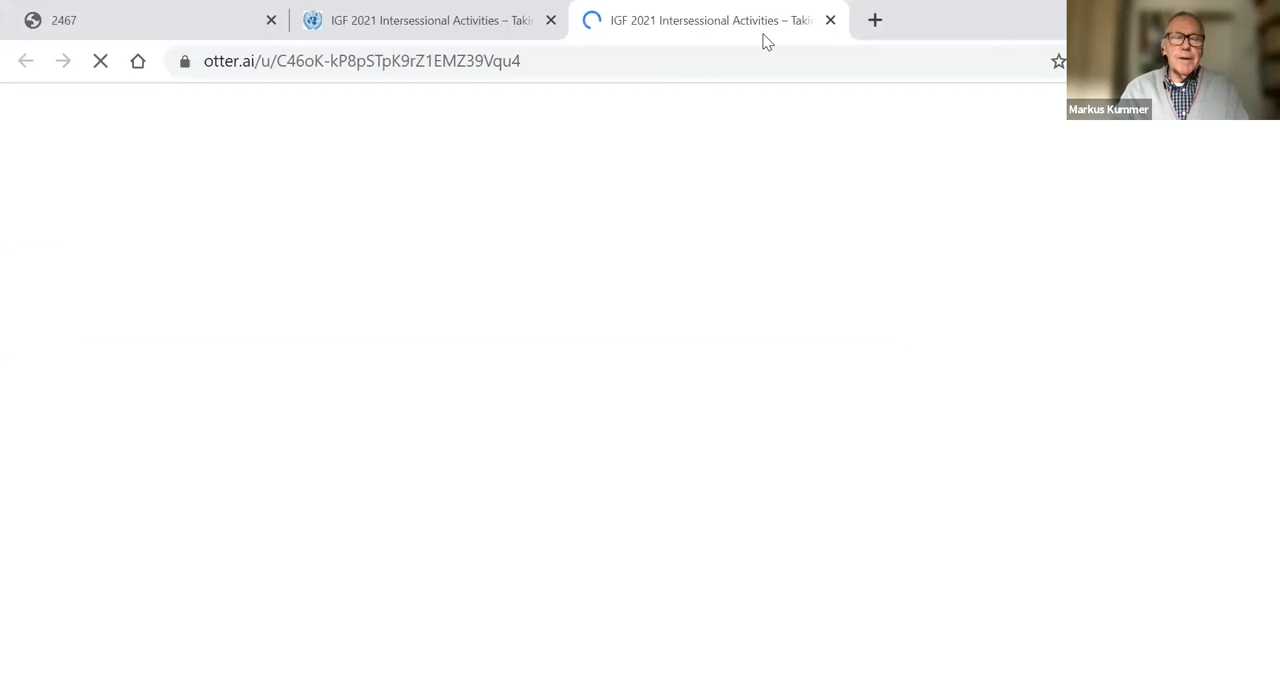 2467
IGF 2021 Intersessional Activities – Taki
IGF 2021 Intersessional Activities – Taki
otter.ai/u/C46oK-kP8pSTpK9rZ1EMZ39Vqu4
Markus Kummer